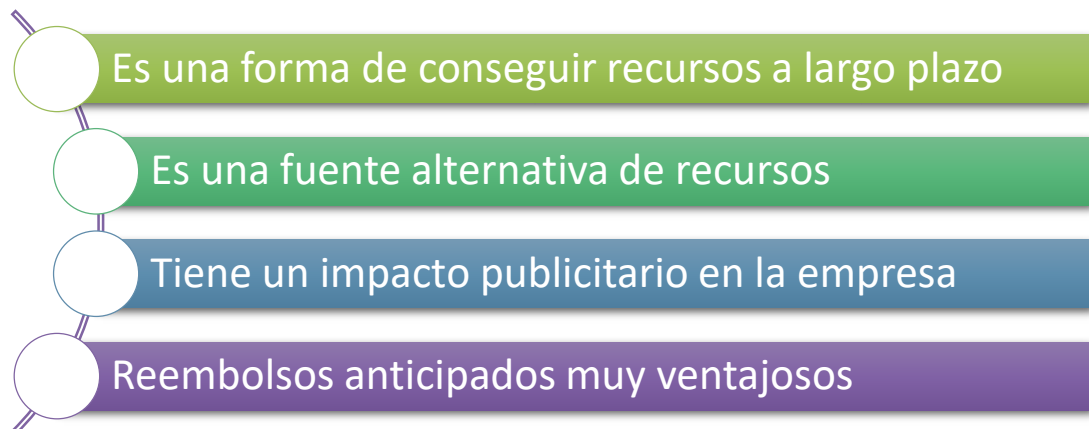 Es una forma de conseguir recursos a largo plazo
Es una fuente alternativa de recursos
Tiene un impacto publicitario en la empresa
Reembolsos anticipados muy ventajosos